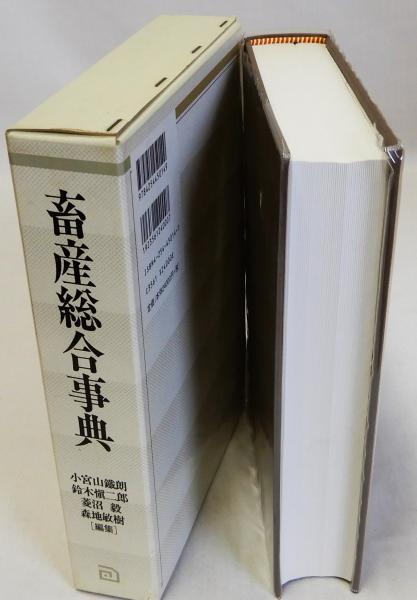 畜産総合事典
小宮山鐵朗
鈴木愼二郎
菱沼 毅
森地敏樹
[編集]